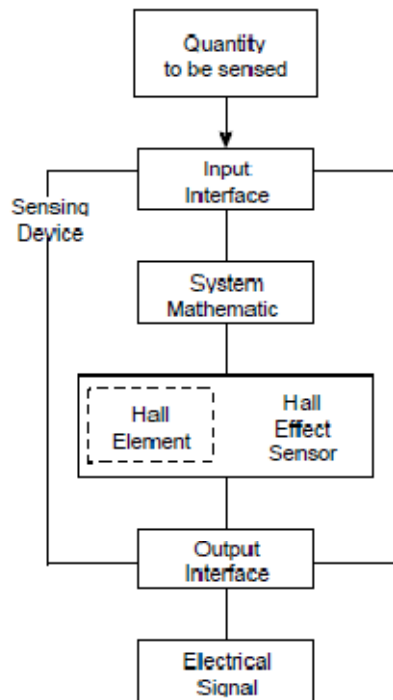 Quantity
to be sensed
Input
Interface
Sensing
Device
System
Mathematic
Hall
Element
Hall
Effect
Sensor
Output
Interface
Electrical
Signal